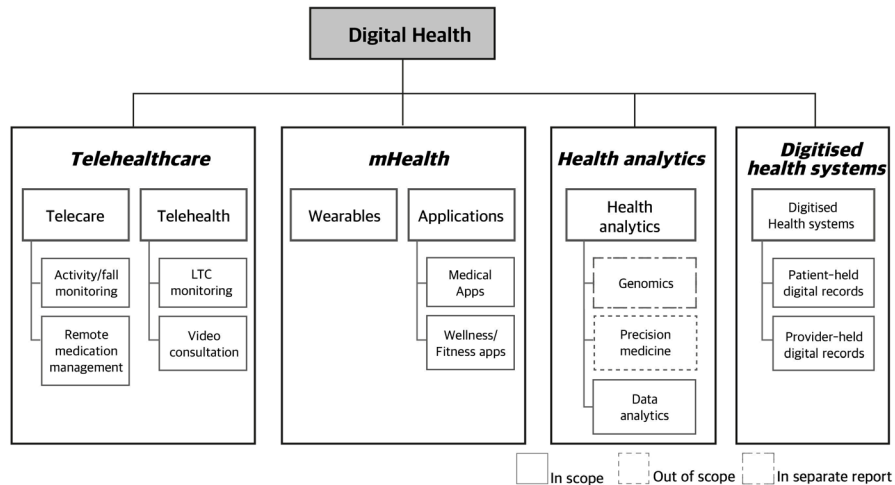 Digital Health
Telehealthcare
Telecare
Activity/fall
monitoring
Remote
medication
management
Telehealth
LTC
monitoring
Video
consultation
mHealth
Wearables
Applications
Medical
Apps
Wellness/
Fitness apps
Health analytics
Health
analytics
Genomics
Precision
medicine
Data
analytics
Digitised
health systems
Digitised
Health systems
Patient-held
digital records
Provider-held
digital records
In scope
Out of scope
In separate report